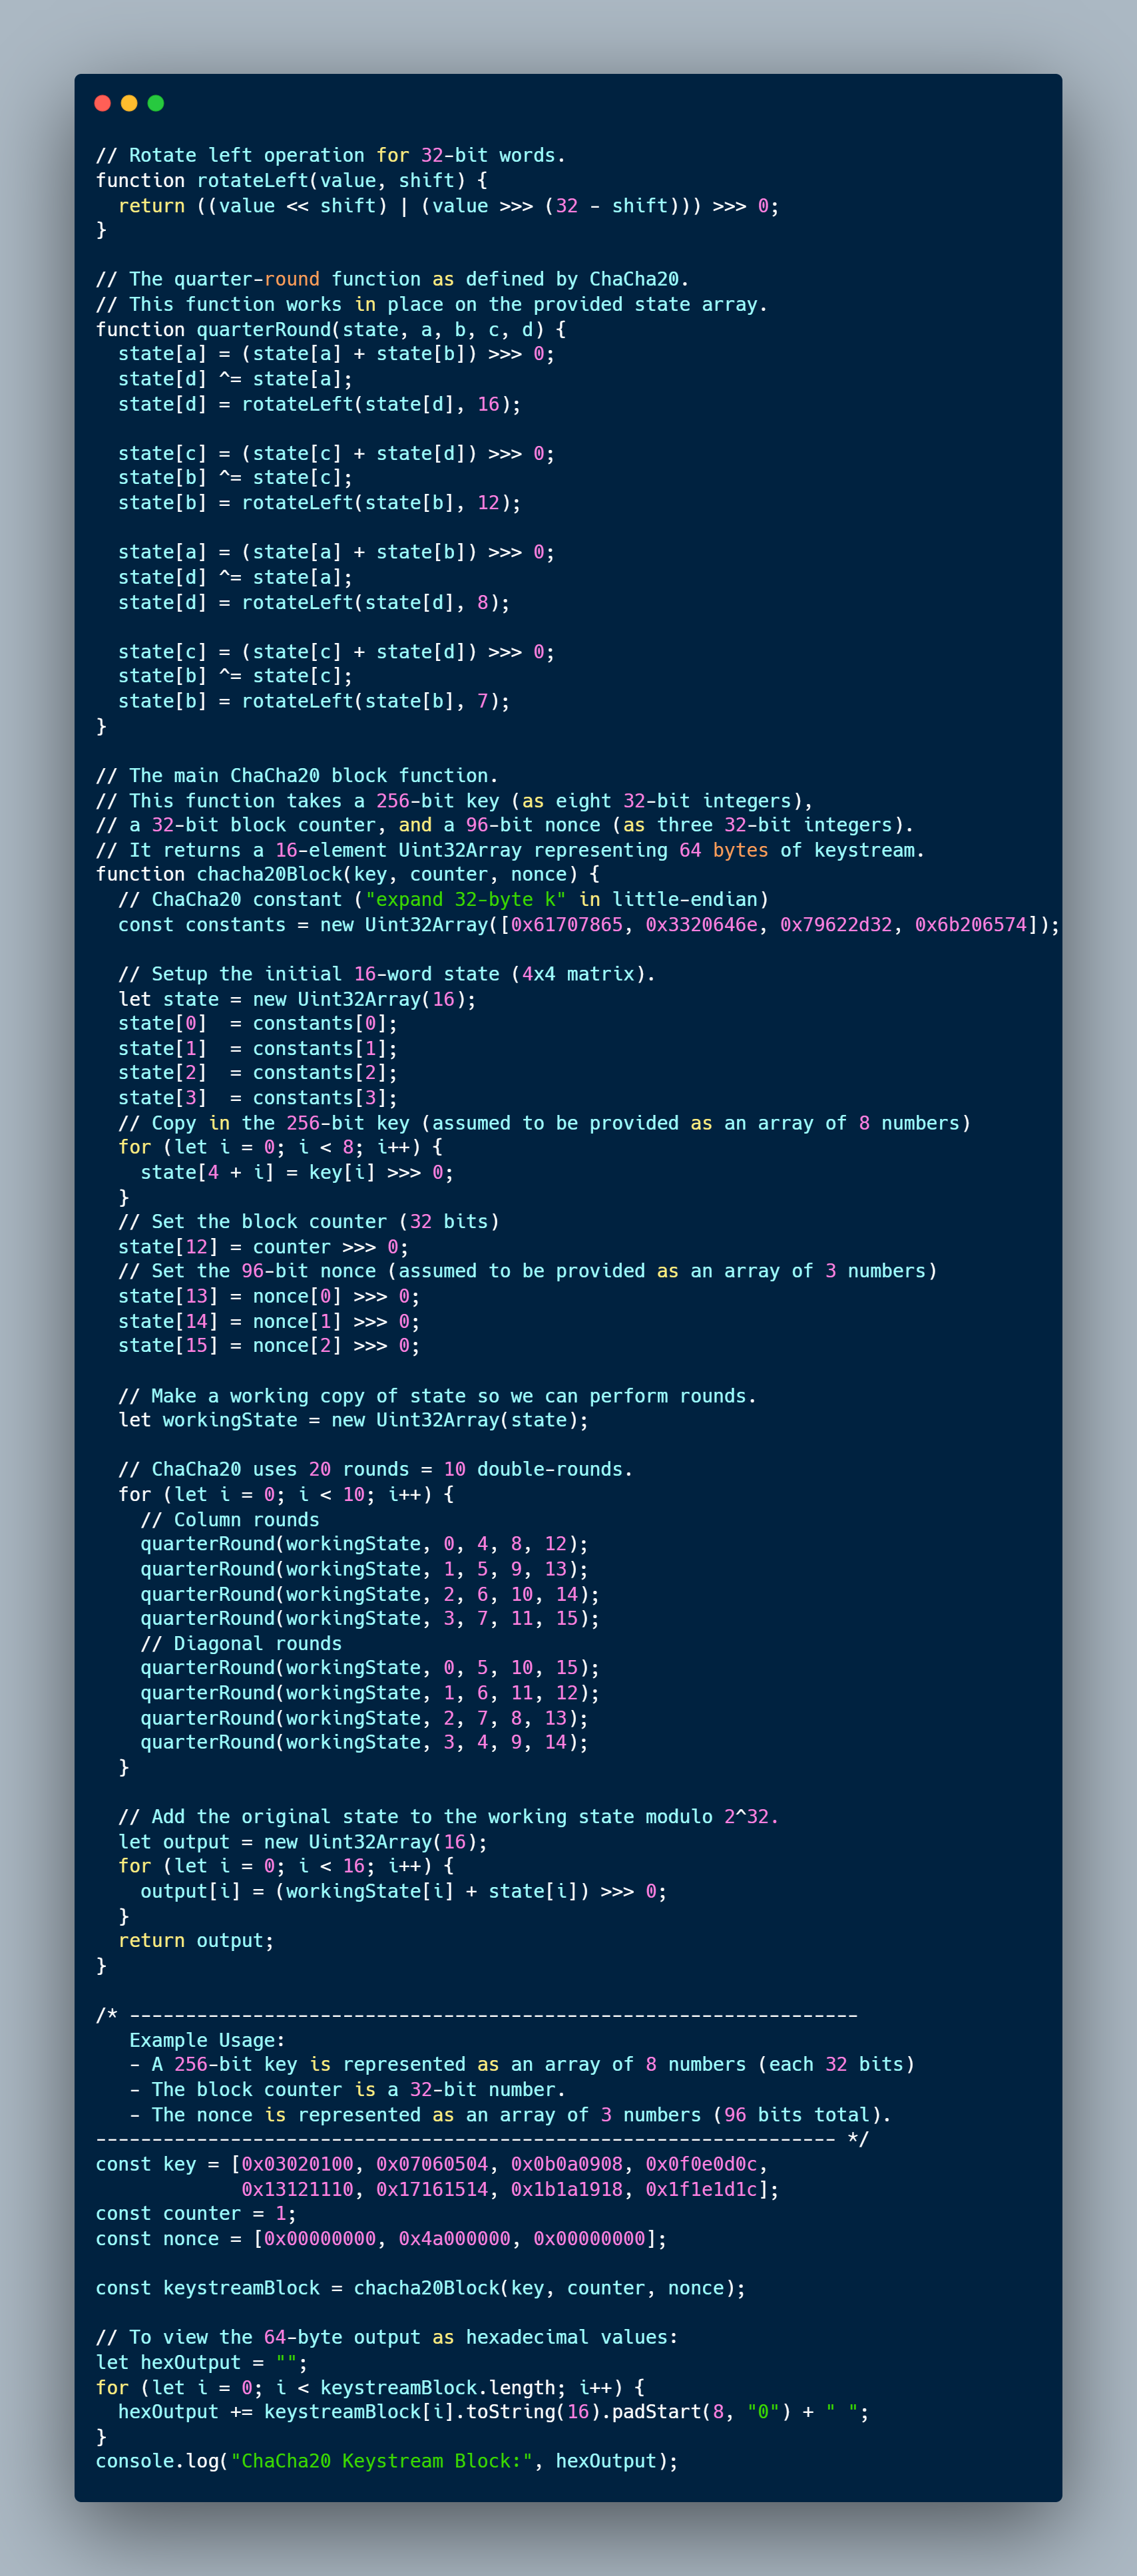 // Rotate left operation for 32-bit words.
function rotateLeft(value, shift) {
  return ((value << shift) | (value >>> (32 - shift))) >>> 0;
}

// The quarter-round function as defined by ChaCha20.
// This function works in place on the provided state array.
function quarterRound(state, a, b, c, d) {
  state[a] = (state[a] + state[b]) >>> 0;
  state[d] ^= state[a];
  state[d] = rotateLeft(state[d], 16);

  state[c] = (state[c] + state[d]) >>> 0;
  state[b] ^= state[c];
  state[b] = rotateLeft(state[b], 12);

  state[a] = (state[a] + state[b]) >>> 0;
  state[d] ^= state[a];
  state[d] = rotateLeft(state[d], 8);

  state[c] = (state[c] + state[d]) >>> 0;
  state[b] ^= state[c];
  state[b] = rotateLeft(state[b], 7);
}

// The main ChaCha20 block function.
// This function takes a 256-bit key (as eight 32-bit integers),
// a 32-bit block counter, and a 96-bit nonce (as three 32-bit integers).
// It returns a 16-element Uint32Array representing 64 bytes of keystream.
function chacha20Block(key, counter, nonce) {
  // ChaCha20 constant ("expand 32-byte k" in little-endian)
  const constants = new Uint32Array([0x61707865, 0x3320646e, 0x79622d32, 0x6b206574]);

  // Setup the initial 16-word state (4x4 matrix).
  let state = new Uint32Array(16);
  state[0]  = constants[0];
  state[1]  = constants[1];
  state[2]  = constants[2];
  state[3]  = constants[3];
  // Copy in the 256-bit key (assumed to be provided as an array of 8 numbers)
  for (let i = 0; i < 8; i++) {
    state[4 + i] = key[i] >>> 0;
  }
  // Set the block counter (32 bits)
  state[12] = counter >>> 0;
  // Set the 96-bit nonce (assumed to be provided as an array of 3 numbers)
  state[13] = nonce[0] >>> 0;
  state[14] = nonce[1] >>> 0;
  state[15] = nonce[2] >>> 0;

  // Make a working copy of state so we can perform rounds.
  let workingState = new Uint32Array(state);

  // ChaCha20 uses 20 rounds = 10 double-rounds.
  for (let i = 0; i < 10; i++) {
    // Column rounds
    quarterRound(workingState, 0, 4, 8, 12);
    quarterRound(workingState, 1, 5, 9, 13);
    quarterRound(workingState, 2, 6, 10, 14);
    quarterRound(workingState, 3, 7, 11, 15);
    // Diagonal rounds
    quarterRound(workingState, 0, 5, 10, 15);
    quarterRound(workingState, 1, 6, 11, 12);
    quarterRound(workingState, 2, 7, 8, 13);
    quarterRound(workingState, 3, 4, 9, 14);
  }

  // Add the original state to the working state modulo 2^32.
  let output = new Uint32Array(16);
  for (let i = 0; i < 16; i++) {
    output[i] = (workingState[i] + state[i]) >>> 0;
  }
  return output;
}

/* -----------------------------------------------------------------
   Example Usage:
   - A 256-bit key is represented as an array of 8 numbers (each 32 bits)
   - The block counter is a 32-bit number.
   - The nonce is represented as an array of 3 numbers (96 bits total).
------------------------------------------------------------------ */
const key = [0x03020100, 0x07060504, 0x0b0a0908, 0x0f0e0d0c,
             0x13121110, 0x17161514, 0x1b1a1918, 0x1f1e1d1c];
const counter = 1;
const nonce = [0x00000000, 0x4a000000, 0x00000000];

const keystreamBlock = chacha20Block(key, counter, nonce);

// To view the 64-byte output as hexadecimal values:
let hexOutput = "";
for (let i = 0; i < keystreamBlock.length; i++) {
  hexOutput += keystreamBlock[i].toString(16).padStart(8, "0") + " ";
}
console.log("ChaCha20 Keystream Block:", hexOutput);